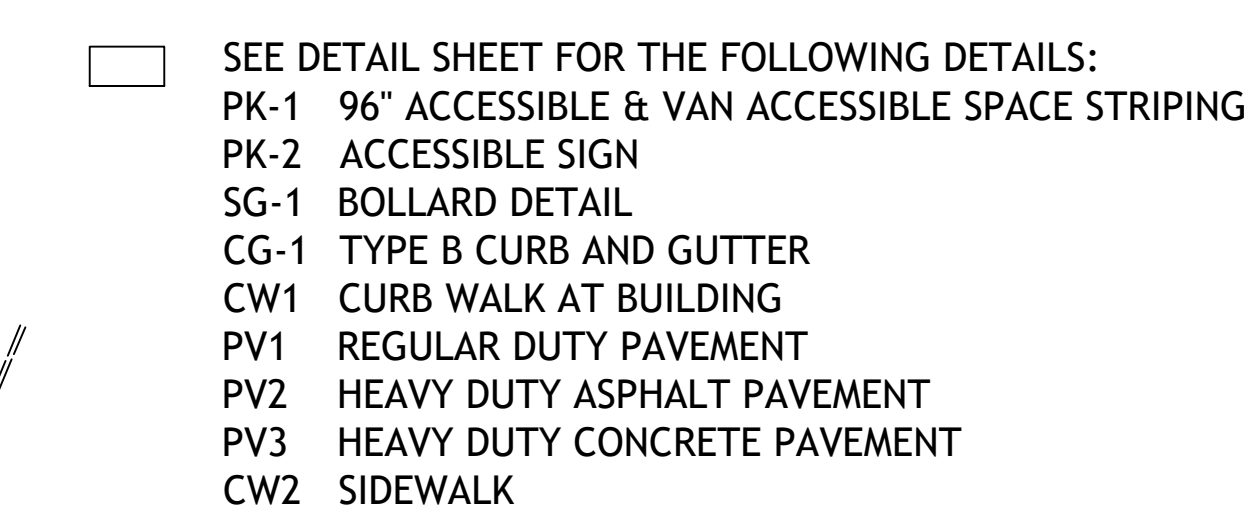 SEE DETAIL SHEET FOR THE FOLLOWING DETAILS:
PK-1 96" ACCESSIBLE & VAN ACCESSIBLE SPACE STRIPING
PK-2 ACCESSIBLE SIGN
SG-1 BOLLARD DETAIL
CG-1 TYPE B CURB AND GUTTER
CW1 CURB WALK AT BUILDING
PV1 REGULAR DUTY PAVEMENT
PV2 HEAVY DUTY ASPHALT PAVEMENT
PV3 HEAVY DUTY CONCRETE PAVEMENT
CW2 SIDEWALK